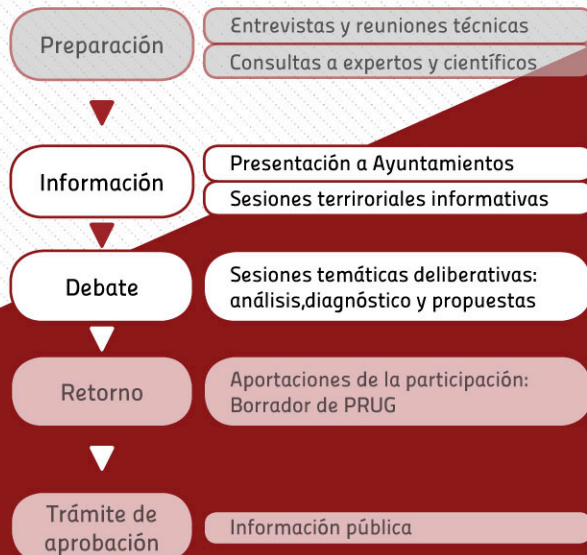 Preparación
Entrevistas y reuniones técnicas
Consultas a expertos y científicos
Información
Presentación a Ayuntamientos
Sesiones terriroriales informativas
Debate
Sesiones temáticas deliberativas:
análisis,diagnóstico y propuestas
Retorno
Aportaciones de la participación:
Borrador de PRUG
Trámite de
aprobación
Información pública